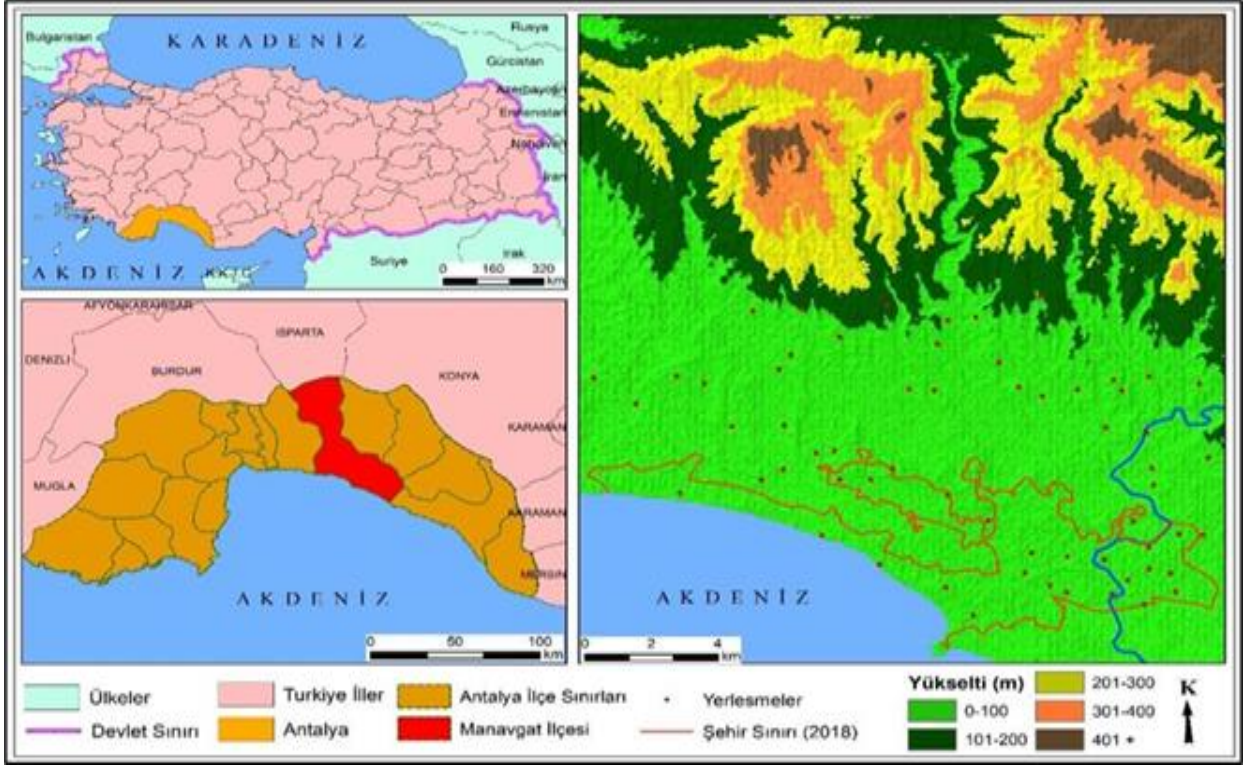 Bulgaristan
KARADENİZ
Rusya
Gürcistan
Azerbaycan
Ermenistan
Nahcivan
İran
AKDENİZ
K.K.T.C
Suriye
Irak
0 160 320
km
AFYONKARAHİSAR
ISPARTA
DENİZLİ
BURDUR
KONYA
KARAMAN
MUGLA
KARAMAN
MERSİN
AKDENİZ
0 50 100
km
AKDENİZ
0 2 4
km
Ülkeler
Devlet Sınırı
Turkiye İller
Antalya
Antalya İlçe Sınırları
Manavgat İlçesi
Yerlesmeler
Şehir Sınırı (2018)
Yükselti (m)
0-100
101-200
201-300
301-400
401 +
K